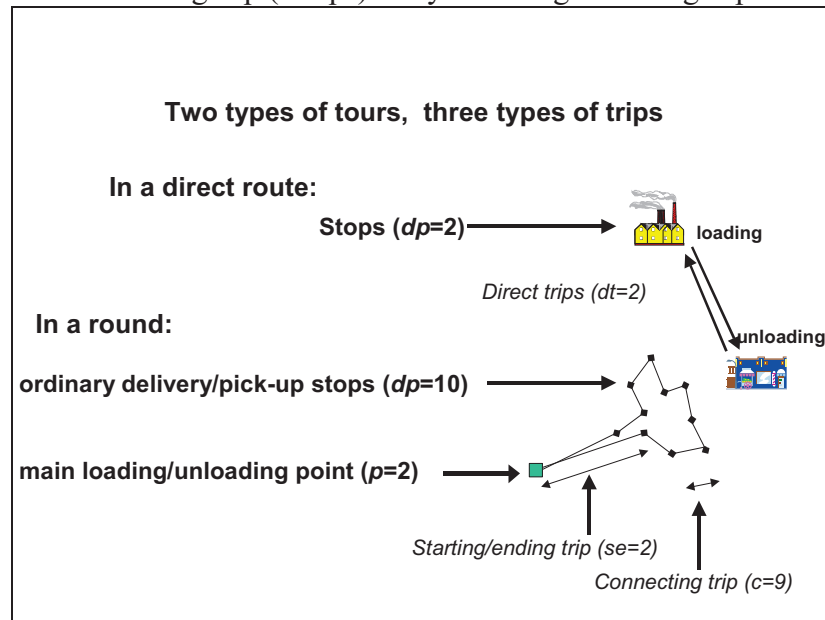 Two types of tours, three types of trips
In a direct route:
Stops (dp=2)
loading
Direct trips (dt=2)
In a round:
unloading
ordinary delivery/pick-up stops (dp=10)
main loading/unloading point (p=2)
Starting/ending trip (se=2)
Connecting trip (c=9)